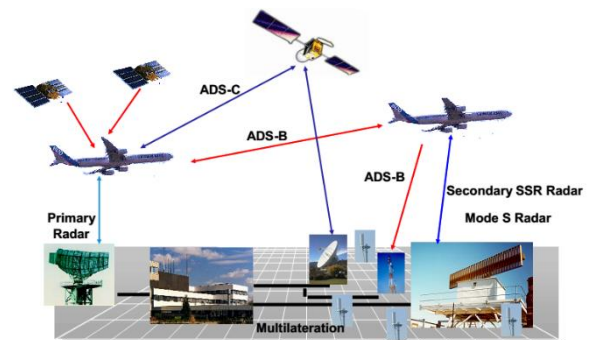 ADS-C
ADS-B
ADS-B
Secondary SSR Radar
Mode S Radar
Primary
Radar
Multilateration